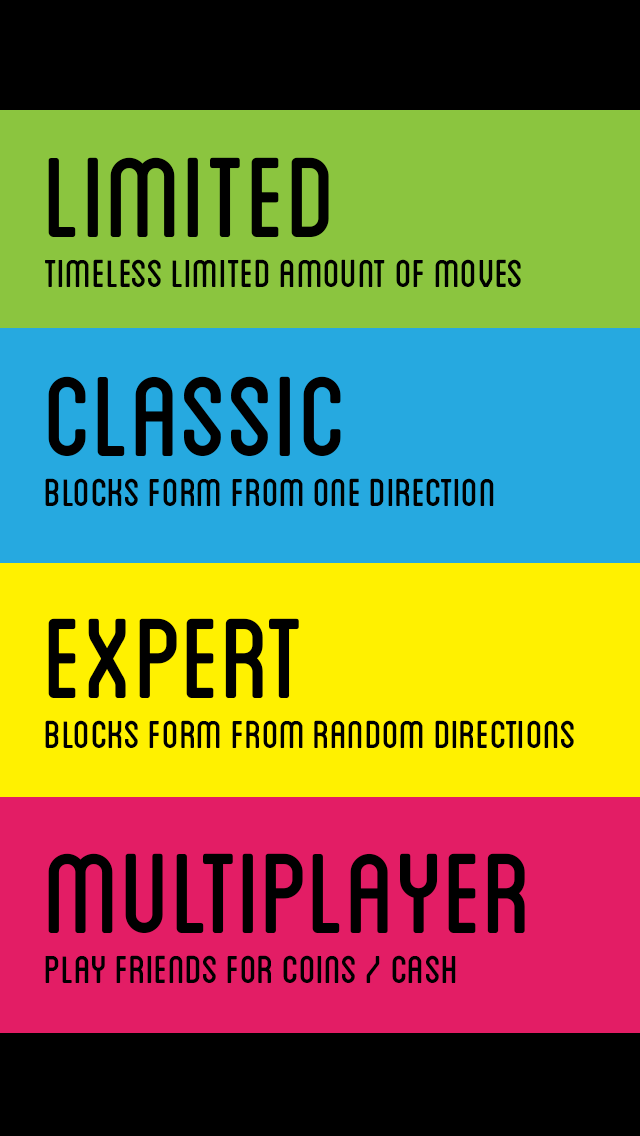 LIMITED
TIMELESS LIMITED AMOUNT OF MOVES
CLASSIC
BLOCKS FORM FROM ONE DIRECTION
EXPERT
BLOCKS FORM FROM RANDOM DIRECTIONS
MULTIPLAYER
PLAY FRIENDS FOR COINS / CASH